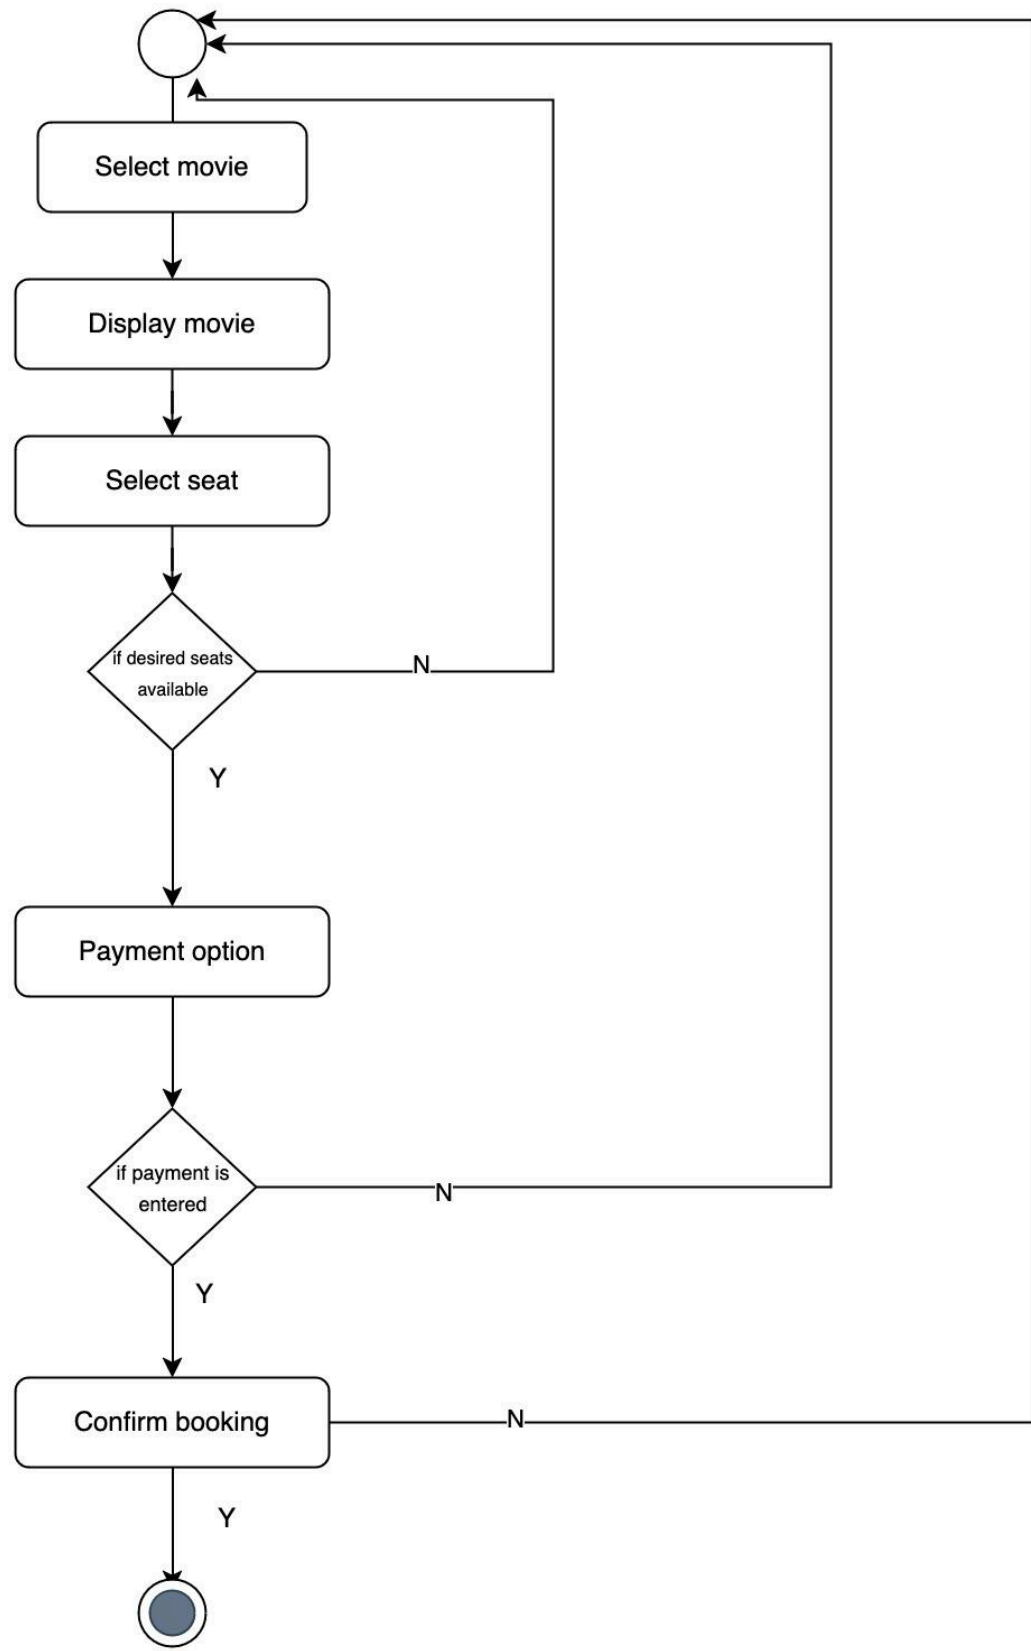 Select movie
Display movie
Select seat
if desired seats
available
N
Y
Payment option
if payment is
entered
N
Y
Confirm booking
N
Y